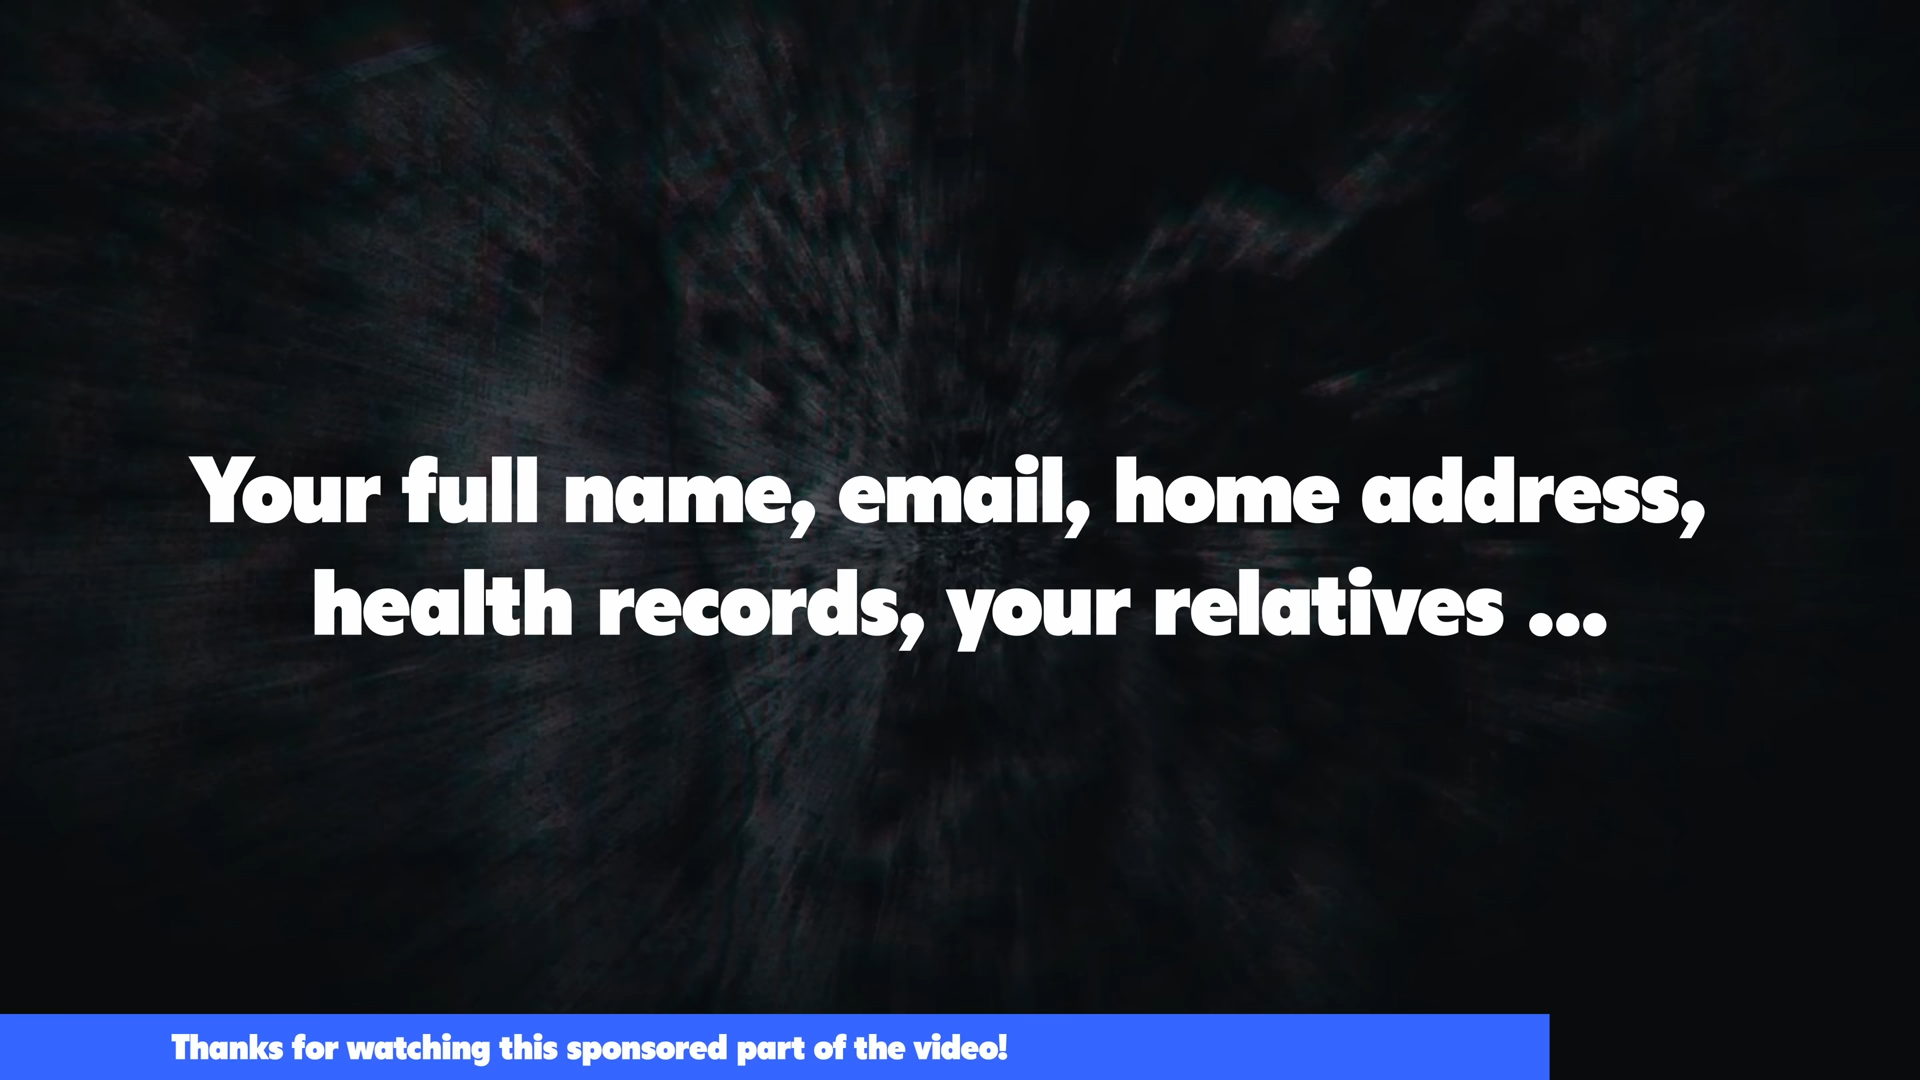 Your full name, email, home address,
health records, your relatives ...
Thanks for watching this sponsored part of the video!